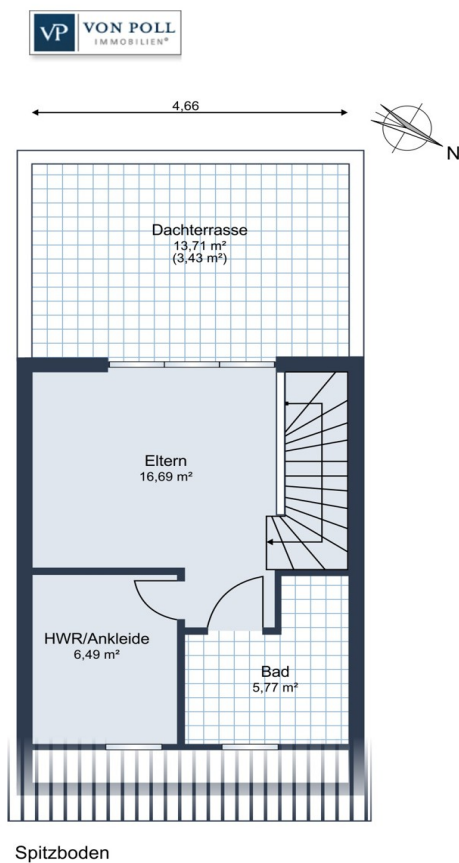 VP VON POLL
IMMOBILIEN®
4,66
N
Dachterrasse
13,71 m²
(3,43 m²)
Eltern
16,69 m²
HWR/Ankleide
6,49 m²
Bad
5,77 m²
Spitzboden